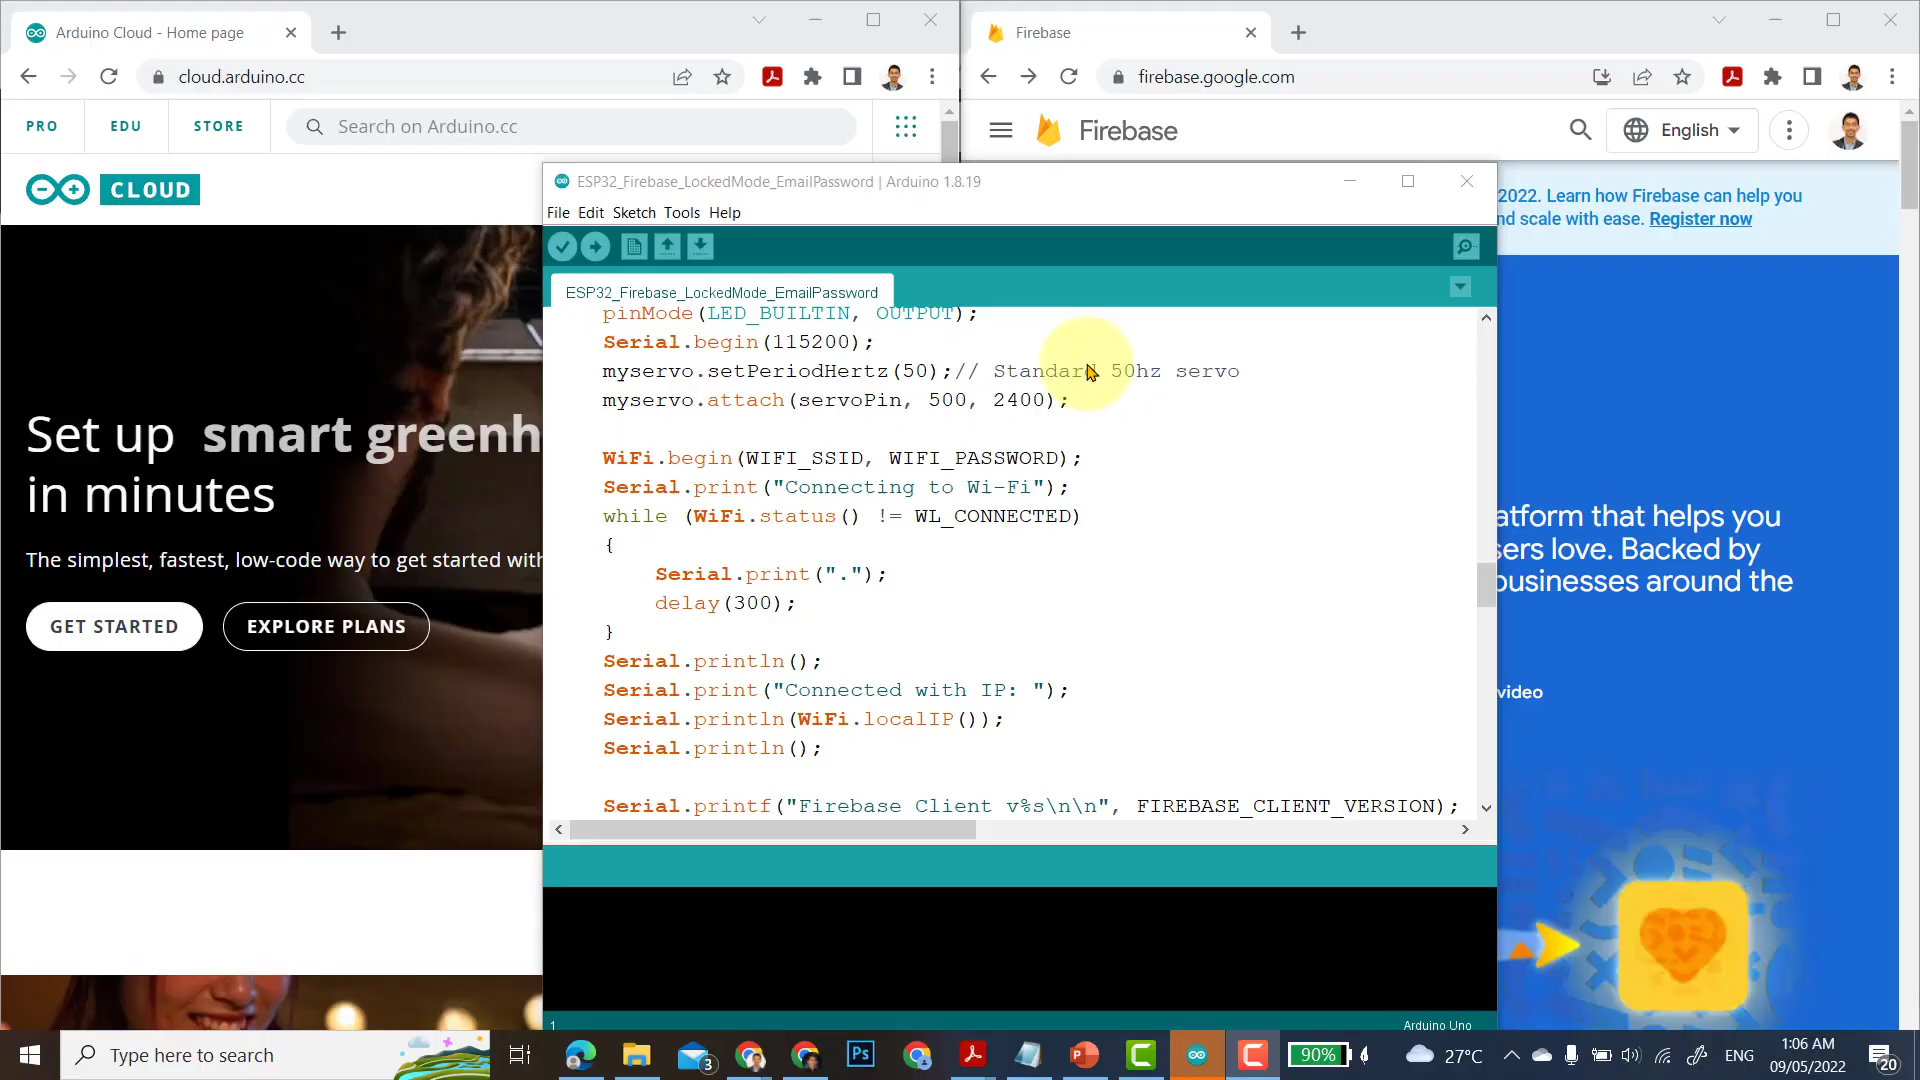 Arduino Cloud - Home page
cloud.arduino.cc
PRO
EDU
STORE
Search on Arduino.cc
CLOUD
Set up smart greenh
in minutes
The simplest, fastest, low-code way to get started with
GET STARTED
EXPLORE PLANS
Firebase
firebase.google.com
Firebase
English
2022. Learn how Firebase can help you
nd scale with ease. Register now
atform that helps you
sers love. Backed by
businesses around the
video
ESP32_Firebase_LockedMode_EmailPassword | Arduino 1.8.19
File Edit Sketch Tools Help
ESP32_Firebase_LockedMode_EmailPassword
pinMode(LED_BUILTIN, OUTPUT);
Serial.begin(115200);
myservo.setPeriodHertz(50);// Standard 50hz servo
myservo.attach(servoPin, 500, 2400);
WiFi.begin(WIFI_SSID, WIFI_PASSWORD);
Serial.print("Connecting to Wi-Fi");
while (WiFi.status() != WL_CONNECTED)
{
Serial.print(".");
delay(300);
}
Serial.println();
Serial.print("Connected with IP: ");
Serial.println(WiFi.localIP());
Serial.println();
Serial.printf("Firebase Client v%s\n\n", FIREBASE_CLIENT_VERSION);
1
Arduino Uno
Type here to search
3
Ps
90%
27°C
ENG
1:06 AM
09/05/2022
20